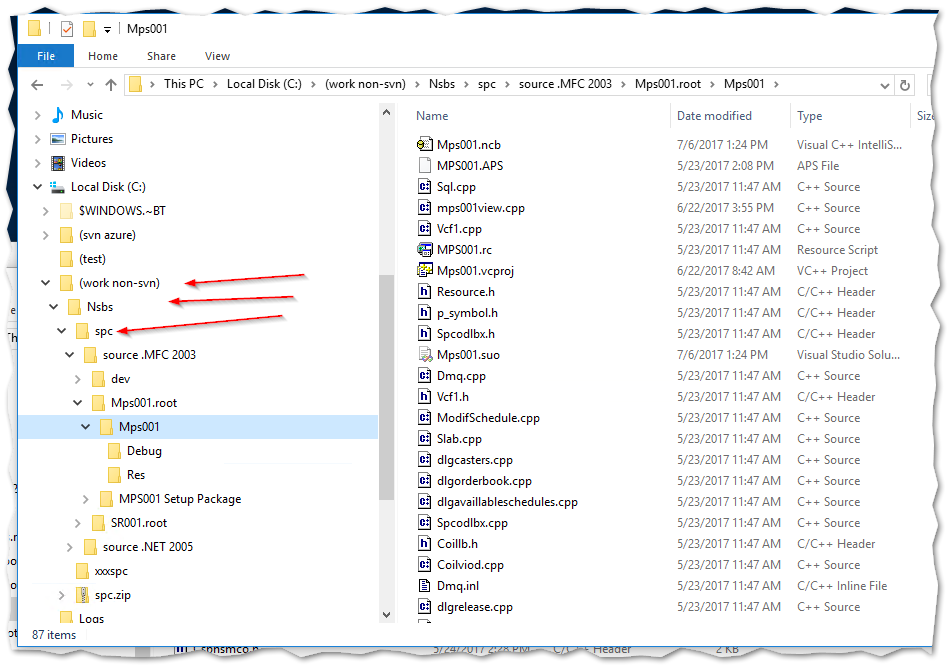 Mps001
File Home Share View
This PC Local Disk (C:) (work non-svn) Nsbs spc source .MFC 2003 Mps001.root Mps001
Music
Pictures
Videos
Local Disk (C:)
$WINDOWS.~BT
(svn azure)
(test)
(work non-svn)
Nsbs
spc
source .MFC 2003
dev
Mps001.root
Mps001
Debug
Res
MPS001 Setup Package
SR001.root
source .NET 2005
xxxspc
spc.zip
Logs
Name Date modified Type
Mps001.ncb 7/6/2017 1:24 PM Visual C++ IntelliS...
MPS001.APS 5/23/2017 2:08 PM APS File
Sql.cpp 5/23/2017 11:47 AM C++ Source
mps001view.cpp 6/22/2017 3:55 PM C++ Source
Vcf1.cpp 5/23/2017 11:47 AM C++ Source
MPS001.rc 5/23/2017 11:47 AM Resource Script
Mps001.vcproj 6/22/2017 8:42 AM VC++ Project
Resource.h 5/23/2017 11:47 AM C/C++ Header
p_symbol.h 5/23/2017 11:47 AM C/C++ Header
Spcodlbx.h 5/23/2017 11:47 AM C/C++ Header
Mps001.suo 7/6/2017 1:24 PM Visual Studio Solu...
Dmq.cpp 5/23/2017 11:47 AM C++ Source
Vcf1.h 5/23/2017 11:47 AM C/C++ Header
ModifSchedule.cpp 5/23/2017 11:47 AM C++ Source
Slab.cpp 5/23/2017 11:47 AM C++ Source
dlgcasters.cpp 5/23/2017 11:47 AM C++ Source
dlgorderbook.cpp 5/23/2017 11:47 AM C++ Source
dlgavaillableschedules.cpp 5/23/2017 11:47 AM C++ Source
Spcodlbx.cpp 5/23/2017 11:47 AM C++ Source
Coillb.h 5/23/2017 11:47 AM C/C++ Header
Coilviod.cpp 5/23/2017 11:47 AM C++ Source
Dmq.inl 5/23/2017 11:47 AM C/C++ Inline File
dlgrelease.cpp 5/23/2017 11:47 AM C++ Source
87 items
5/24/2017 2:28 PM C/C++ Header 2 KB